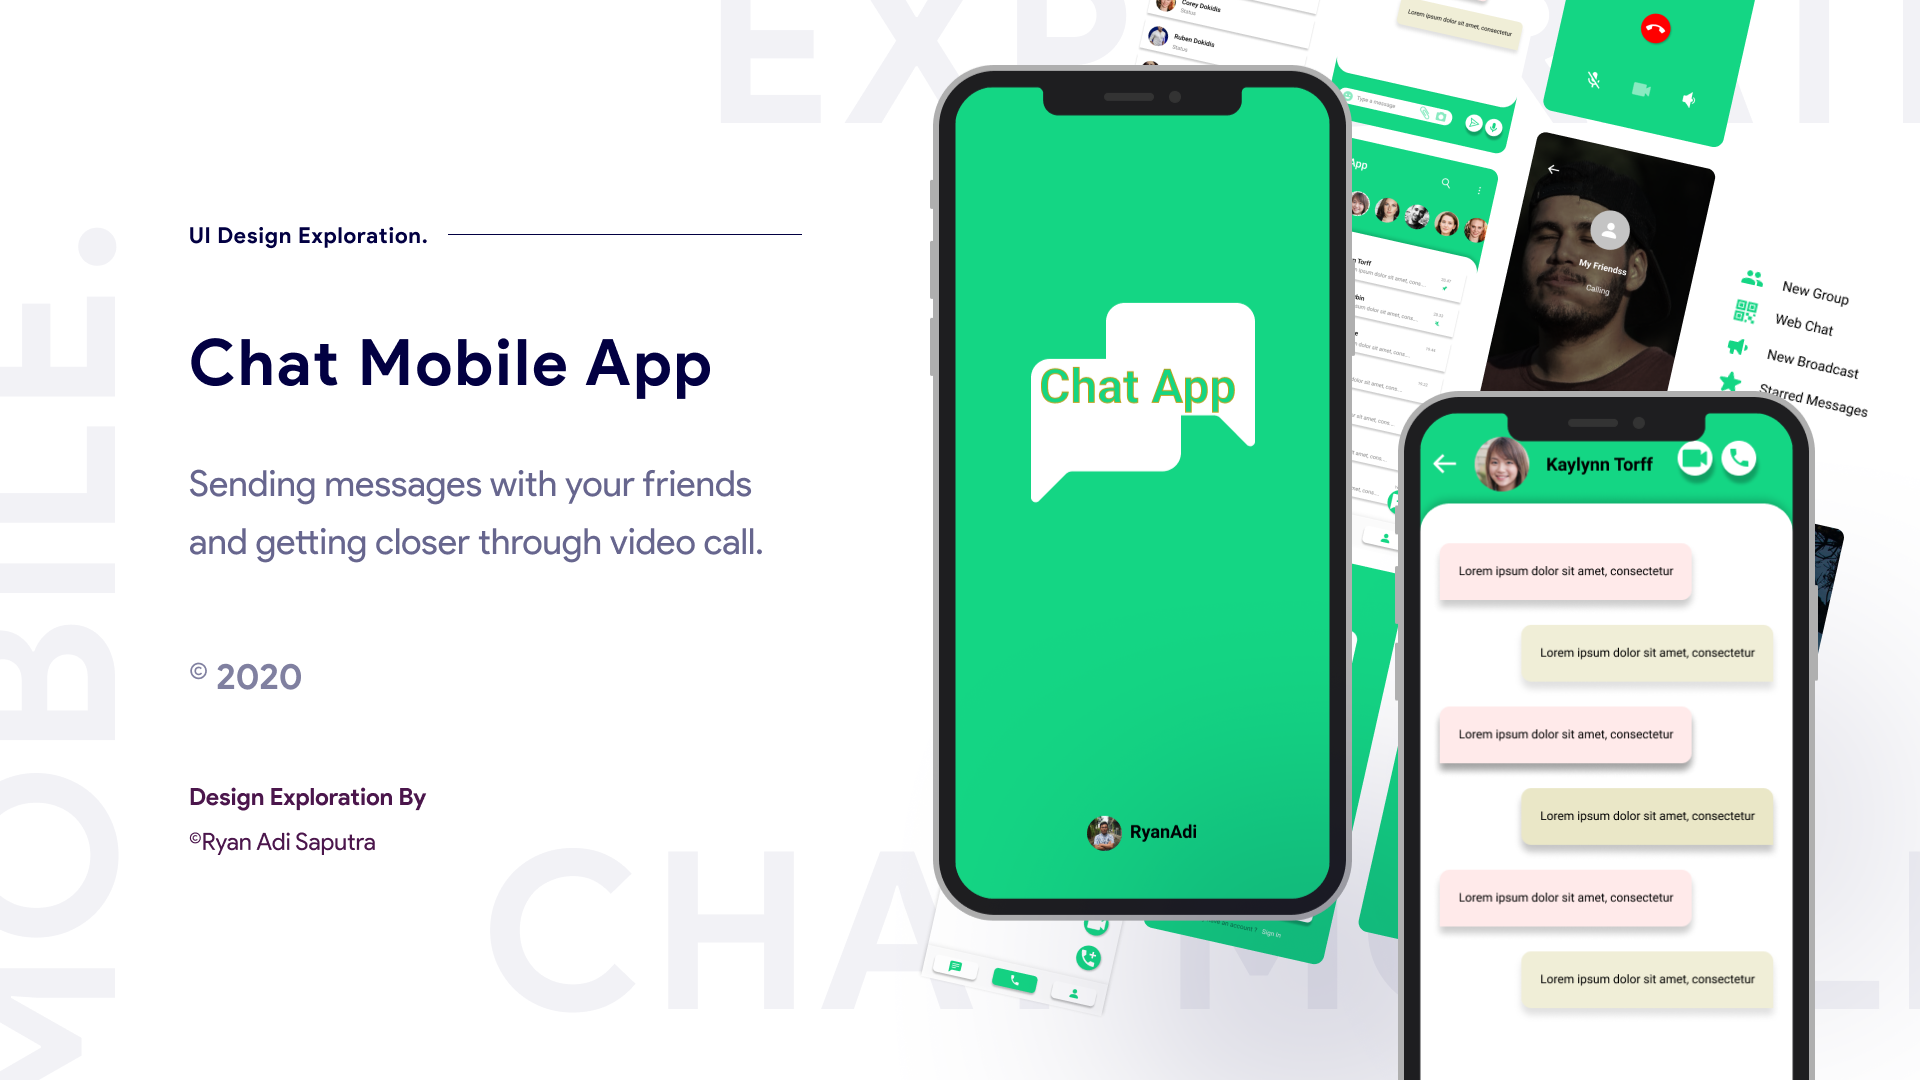 UI Design Exploration.
Chat Mobile App
Sending messages with your friends
and getting closer through video call.
© 2020
Design Exploration By
©Ryan Adi Saputra
MOBILE.
Chat App
RyanAdi
Corey Dokidis
Status
Ruben Dokidis
Status
Lorem ipsum dolor sit amet, consectetur
Type a message
App
My Friendss
Calling
New Group
Web Chat
New Broadcast
Starred Messages
Kaylynn Torff
Lorem ipsum dolor sit amet, consectetur
Lorem ipsum dolor sit amet, consectetur
Lorem ipsum dolor sit amet, consectetur
Lorem ipsum dolor sit amet, consectetur
Lorem ipsum dolor sit amet, consectetur
Lorem ipsum dolor sit amet, consectetur
an account ? Sign In